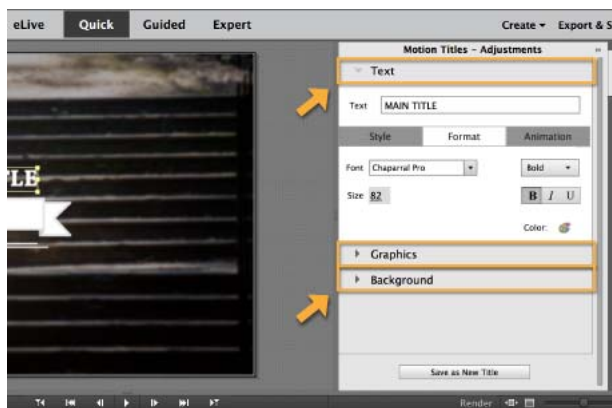 eLive Quick Guided Expert Create Export & S
Motion Titles - Adjustments
Text
Text MAIN TITLE
Style Format Animation
Font Chaparral Pro Bold
Size 82 B I U
Color:
Graphics
Background
Save as New Title
TLE
Render